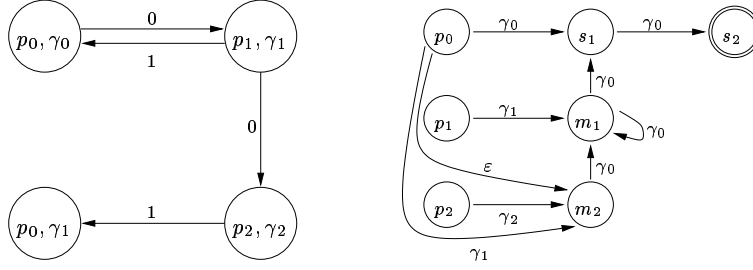 0
p₀, γ₀
p₁, γ₁
1
0
p₀, γ₁
1
p₂, γ₂
p₀
γ₀
s₁
γ₀
s₂
γ₀
p₁
γ₁
m₁
γ₀
ε
γ₀
p₂
γ₂
m₂
γ₁